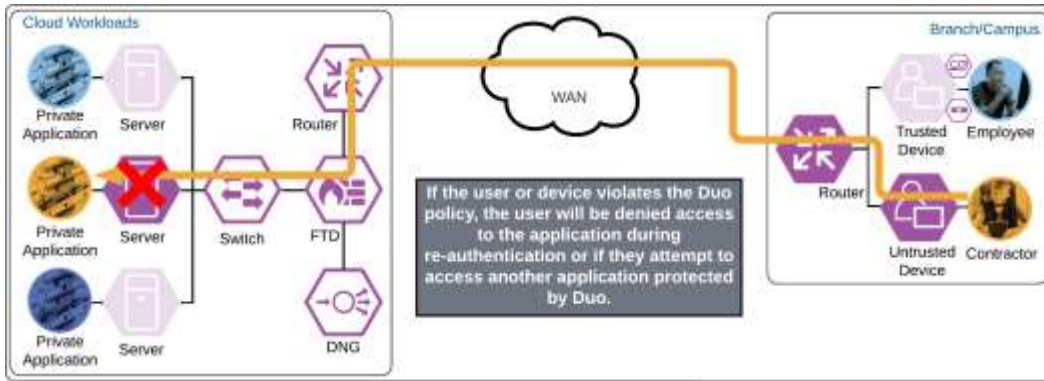 Cloud Workloads
Private
Application
Server
Router
Private
Application
Server
Switch
FTD
Private
Application
Server
DNG
WAN
If the user or device violates the Duo
policy, the user will be denied access
to the application during
re-authentication or if they attempt to
access another application protected
by Duo.
Branch/Campus
Trusted
Device
Employee
Router
Untrusted
Device
Contractor